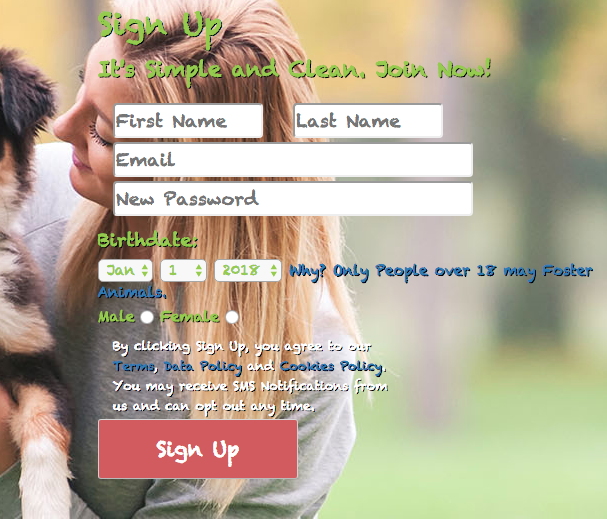 Sign Up
It's Simple and Clean. Join Now!
First Name Last Name
Email
New Password
Birthdate:
Jan 1 2018 Why? Only People over 18 may Foster
Animals.
Male Female
By clicking Sign Up, you agree to our
Terms, Data Policy and Cookies Policy.
You may receive SMS Notifications from
us and can opt out any time.
Sign Up